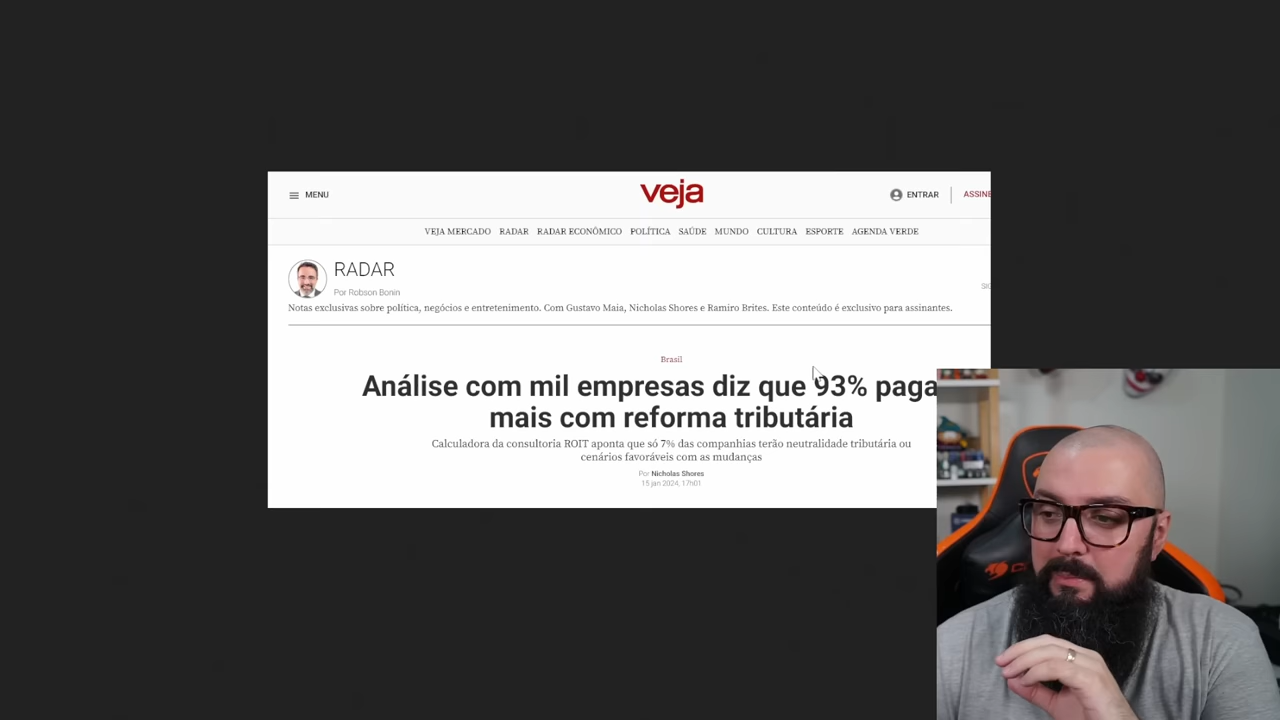 MENU
veja
ENTRAR
ASSINE
VEJA MERCADO RADAR RADAR ECONÔMICO POLÍTICA SAÚDE MUNDO CULTURA ESPORTE AGENDA VERDE
RADAR
Por Robson Bonin
Notas exclusivas sobre política, negócios e entretenimento. Com Gustavo Maia, Nicholas Shores e Ramiro Brites. Este conteúdo é exclusivo para assinantes.
Brasil
Análise com mil empresas diz que 93% paga
mais com reforma tributária
Calculadora da consultoria ROIT aponta que só 7% das companhias terão neutralidade tributária ou
cenários favoráveis com as mudanças
Por Nicholas Shores
15 jan 2024, 17h01